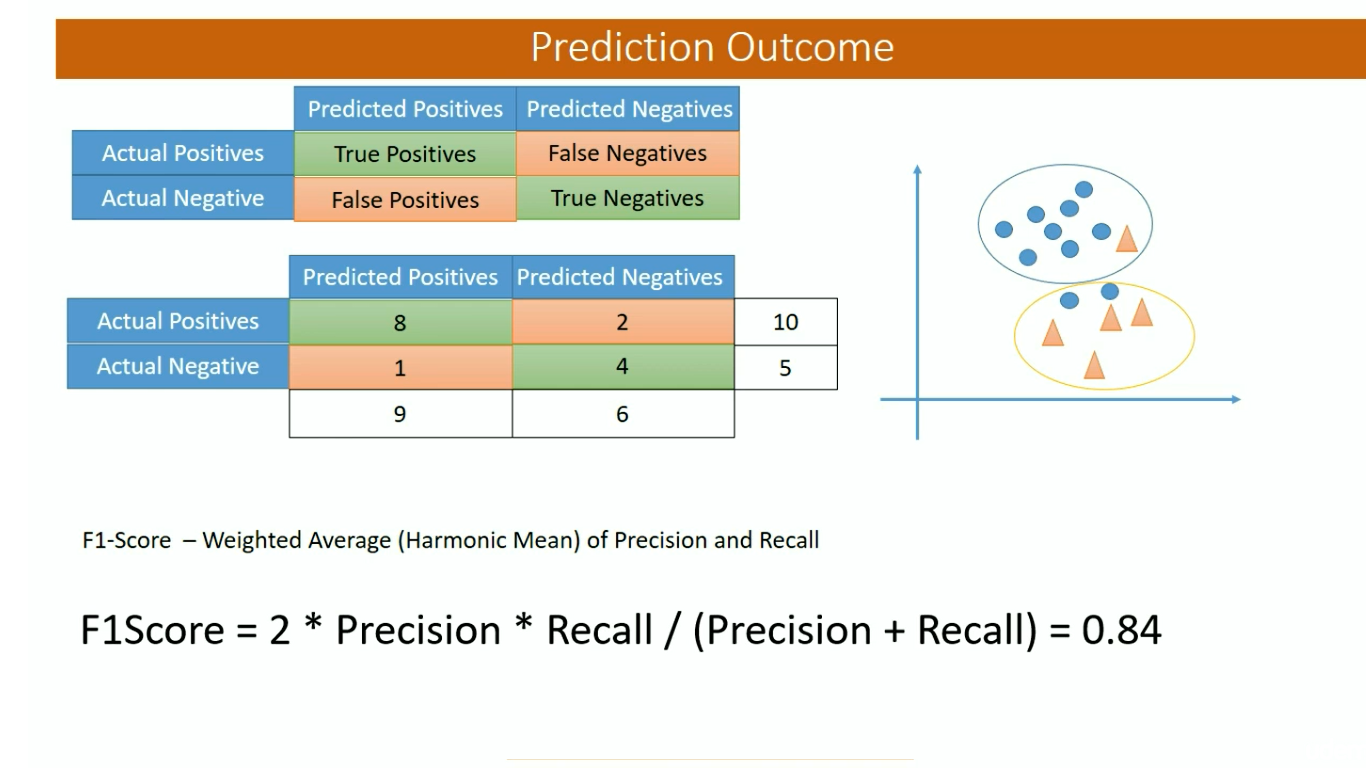 Prediction Outcome
Predicted Positives Predicted Negatives
Actual Positives True Positives False Negatives
Actual Negative False Positives True Negatives
Predicted Positives Predicted Negatives
Actual Positives 8 2 10
Actual Negative 1 4 5
9 6
F1-Score – Weighted Average (Harmonic Mean) of Precision and Recall
F1Score = 2 * Precision * Recall / (Precision + Recall) = 0.84